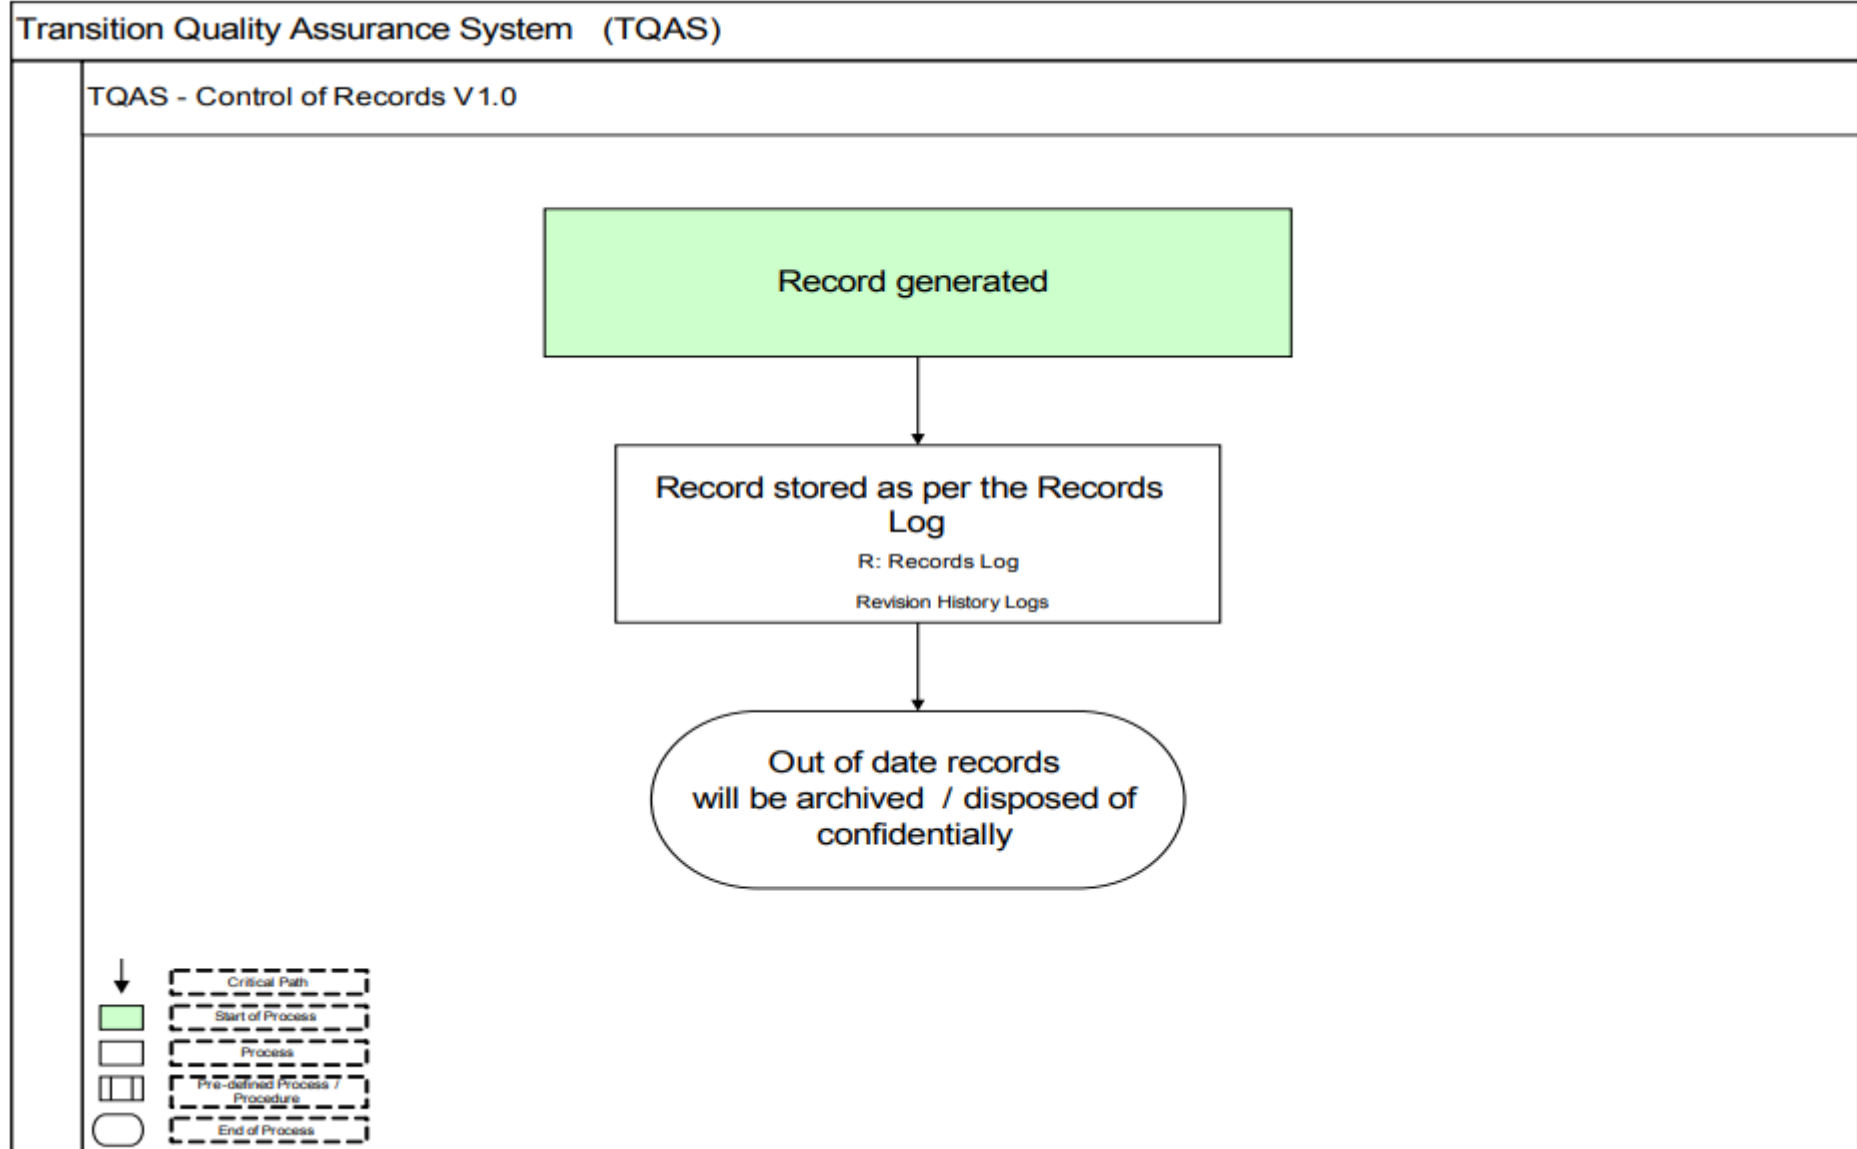 Transition Quality Assurance System (TQAS)
TQAS - Control of Records V1.0
Record generated
Record stored as per the Records
Log
R: Records Log
Revision History Logs
Out of date records
will be archived / disposed of
confidentially
Critical Path
Start of Process
Process
Pre-defined Process /
Procedure
End of Process